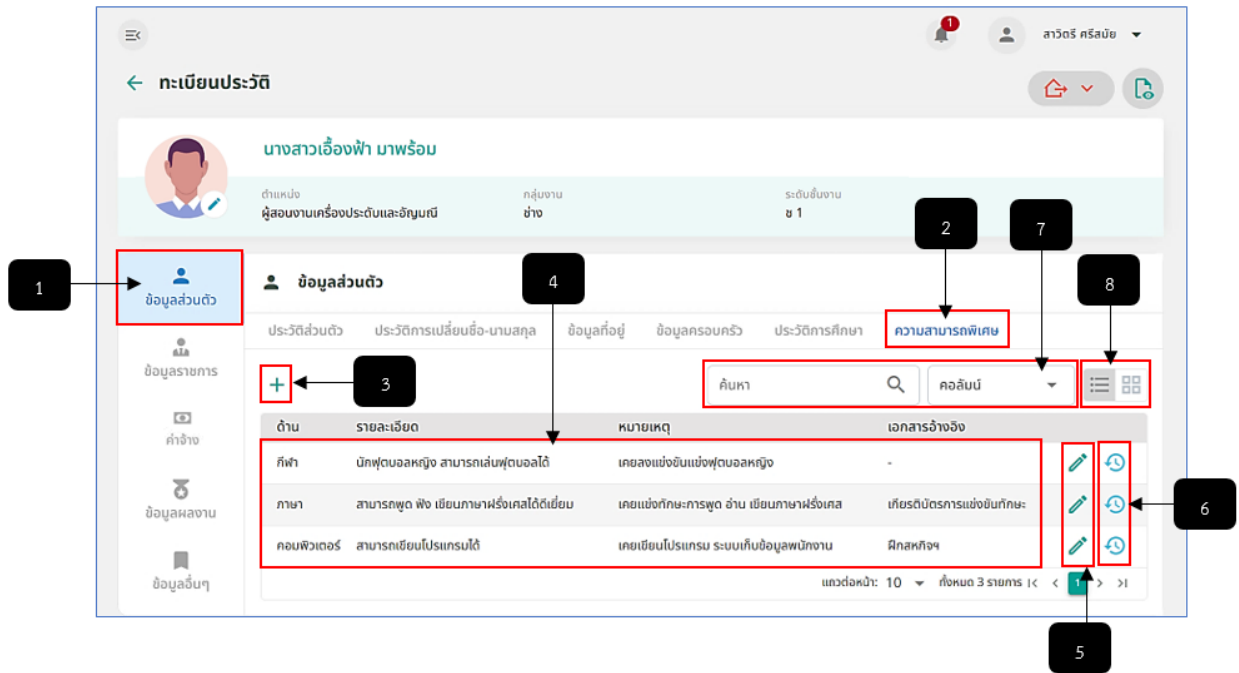 1
สาวิตรี ศรีสมัย
ทะเบียนประวัติ
นางสาวเอื้องฟ้า มาพร้อม
ตำแหน่ง กลุ่มงาน ระดับชั้นงาน
ผู้สอนงานเครื่องประดับและอัญมณี ช่าง ช 1
2 7
1 ข้อมูลส่วนตัว ข้อมูลส่วนตัว 4 8
ประวัติส่วนตัว ประวัติการเปลี่ยนชื่อ-นามสกุล ข้อมูลที่อยู่ ข้อมูลครอบครัว ประวัติการศึกษา ความสามารถพิเศษ
ข้อมูลราชการ
3 ค้นหา คอลัมน์
ค่าจ้าง
ด้าน รายละเอียด หมายเหตุ เอกสารอ้างอิง
กีฬา นักฟุตบอลหญิง สามารถเล่นฟุตบอลได้ เคยลงแข่งขันแข่งฟุตบอลหญิง -
ข้อมูลผลงาน
ภาษา สามารถพูด ฟัง เขียนภาษาฝรั่งเศสได้ดีเยี่ยม เคยแข่งทักษะการพูด อ่าน เขียนภาษาฝรั่งเศส เกียรติบัตรการแข่งขันทักษะ 6
คอมพิวเตอร์ สามารถเขียนโปรแกรมได้ เคยเขียนโปรแกรม ระบบเก็บข้อมูลพนักงาน ฝึกสหกิจฯ
ข้อมูลอื่นๆ
แถวต่อหน้า: 10 ทั้งหมด 3 รายการ |< < 1 > >|
5